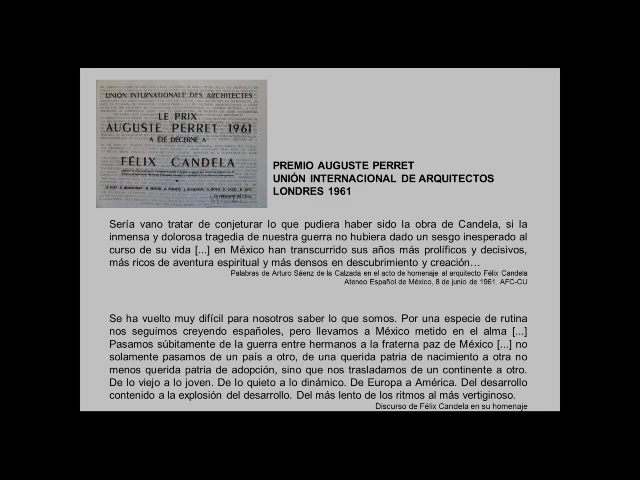 UNION INTERNATIONALE DES ARCHITECTES
LE PRIX
AUGUSTE PERRET 1961
A ÉTÉ DÉCERNÉ A
FÉLIX CANDELA
PREMIO AUGUSTE PERRET
UNIÓN INTERNACIONAL DE ARQUITECTOS
LONDRES 1961
Sería vano tratar de conjeturar lo que pudiera haber sido la obra de Candela, si la
inmensa y dolorosa tragedia de nuestra guerra no hubiera dado un sesgo inesperado al
curso de su vida [...] en México han transcurrido sus años más prolíficos y decisivos,
más ricos de aventura espiritual y más densos en descubrimiento y creación…
Palabras de Arturo Sáenz de la Calzada en el acto de homenaje al arquitecto Félix Candela
Ateneo Español de México, 8 de junio de 1961. AFC-CU
Se ha vuelto muy difícil para nosotros saber lo que somos. Por una especie de rutina
nos seguimos creyendo españoles, pero llevamos a México metido en el alma [...]
Pasamos súbitamente de la guerra entre hermanos a la fraterna paz de México [...] no
solamente pasamos de un país a otro, de una querida patria de nacimiento a otra no
menos querida patria de adopción, sino que nos trasladamos de un continente a otro.
De lo viejo a lo joven. De lo quieto a lo dinámico. De Europa a América. Del desarrollo
contenido a la explosión del desarrollo. Del más lento de los ritmos al más vertiginoso.
Discurso de Félix Candela en su homenaje